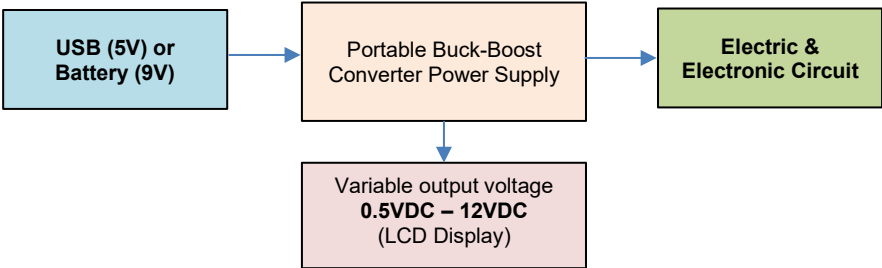 USB (5V) or
Battery (9V)
Portable Buck-Boost
Converter Power Supply
Electric &
Electronic Circuit
Variable output voltage
0.5VDC – 12VDC
(LCD Display)